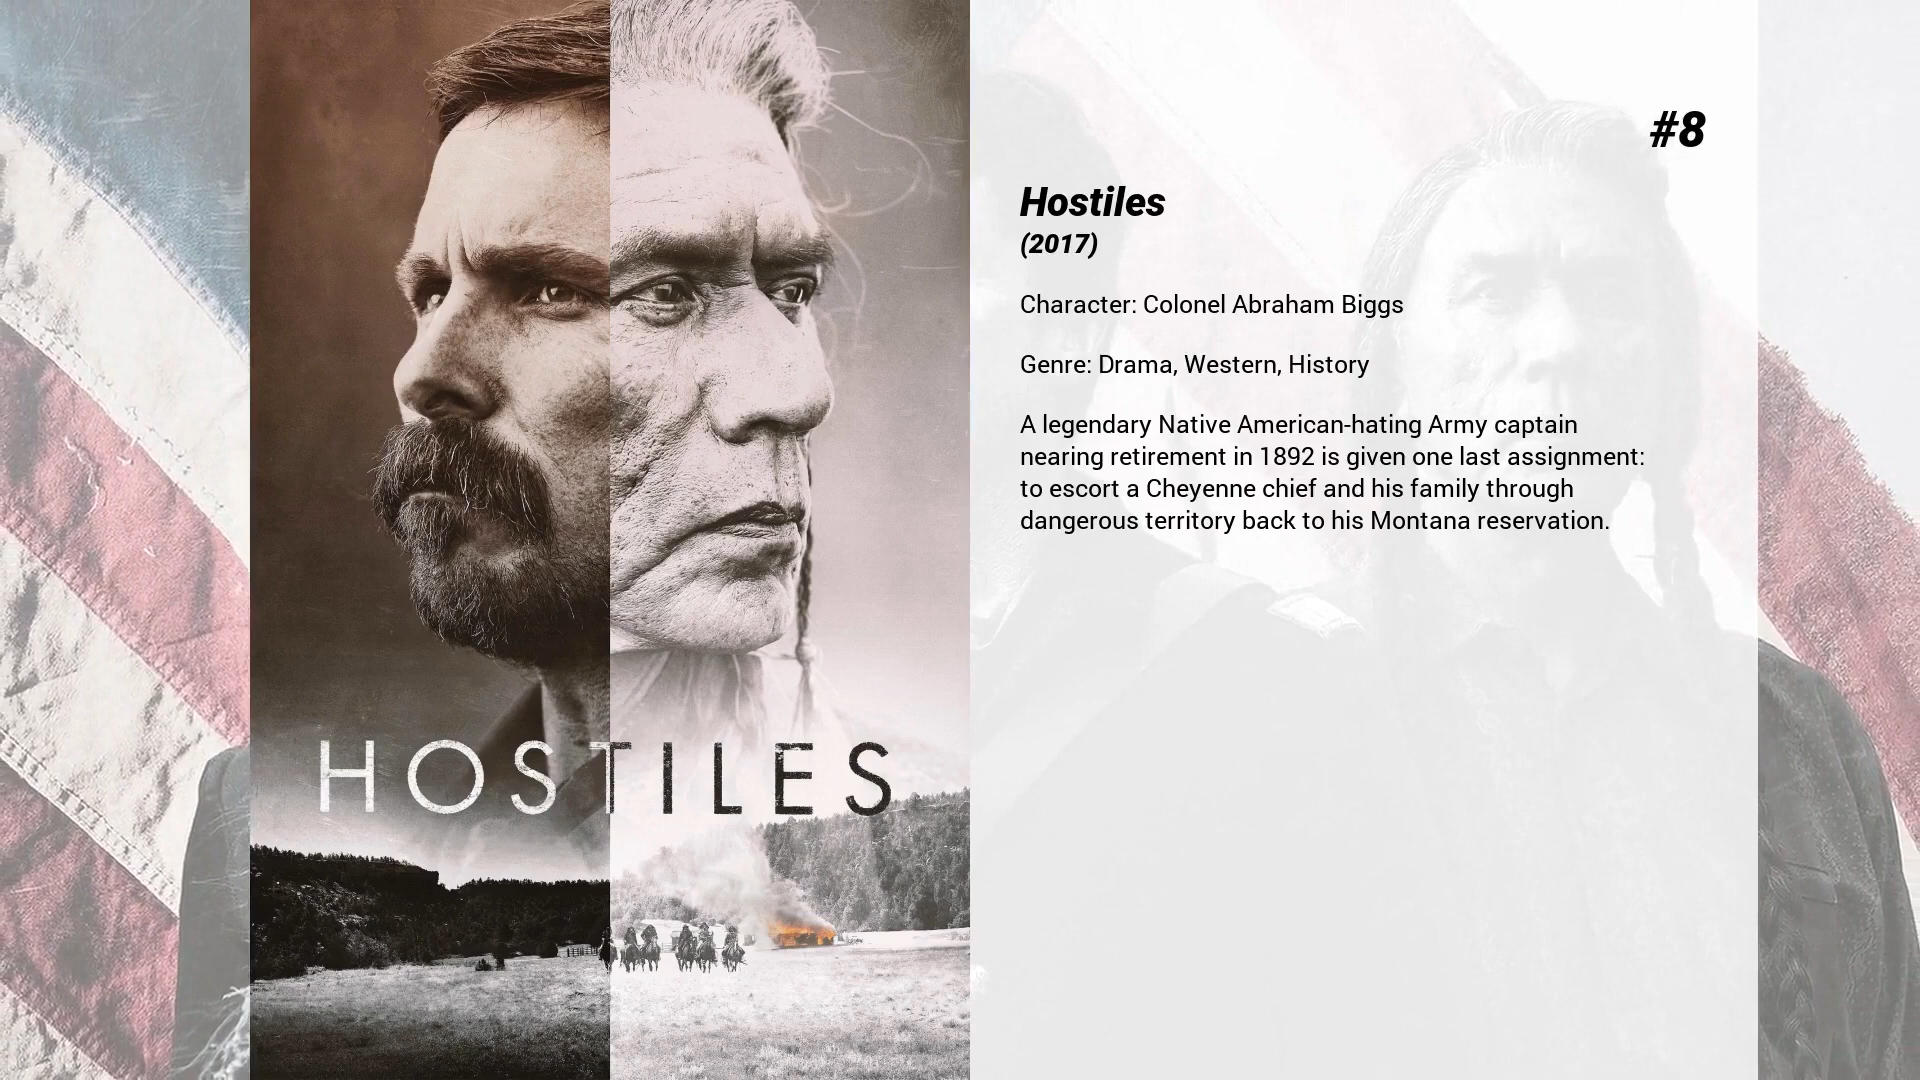 HOSTILES
#8
Hostiles
(2017)
Character: Colonel Abraham Biggs
Genre: Drama, Western, History
A legendary Native American-hating Army captain
nearing retirement in 1892 is given one last assignment:
to escort a Cheyenne chief and his family through
dangerous territory back to his Montana reservation.